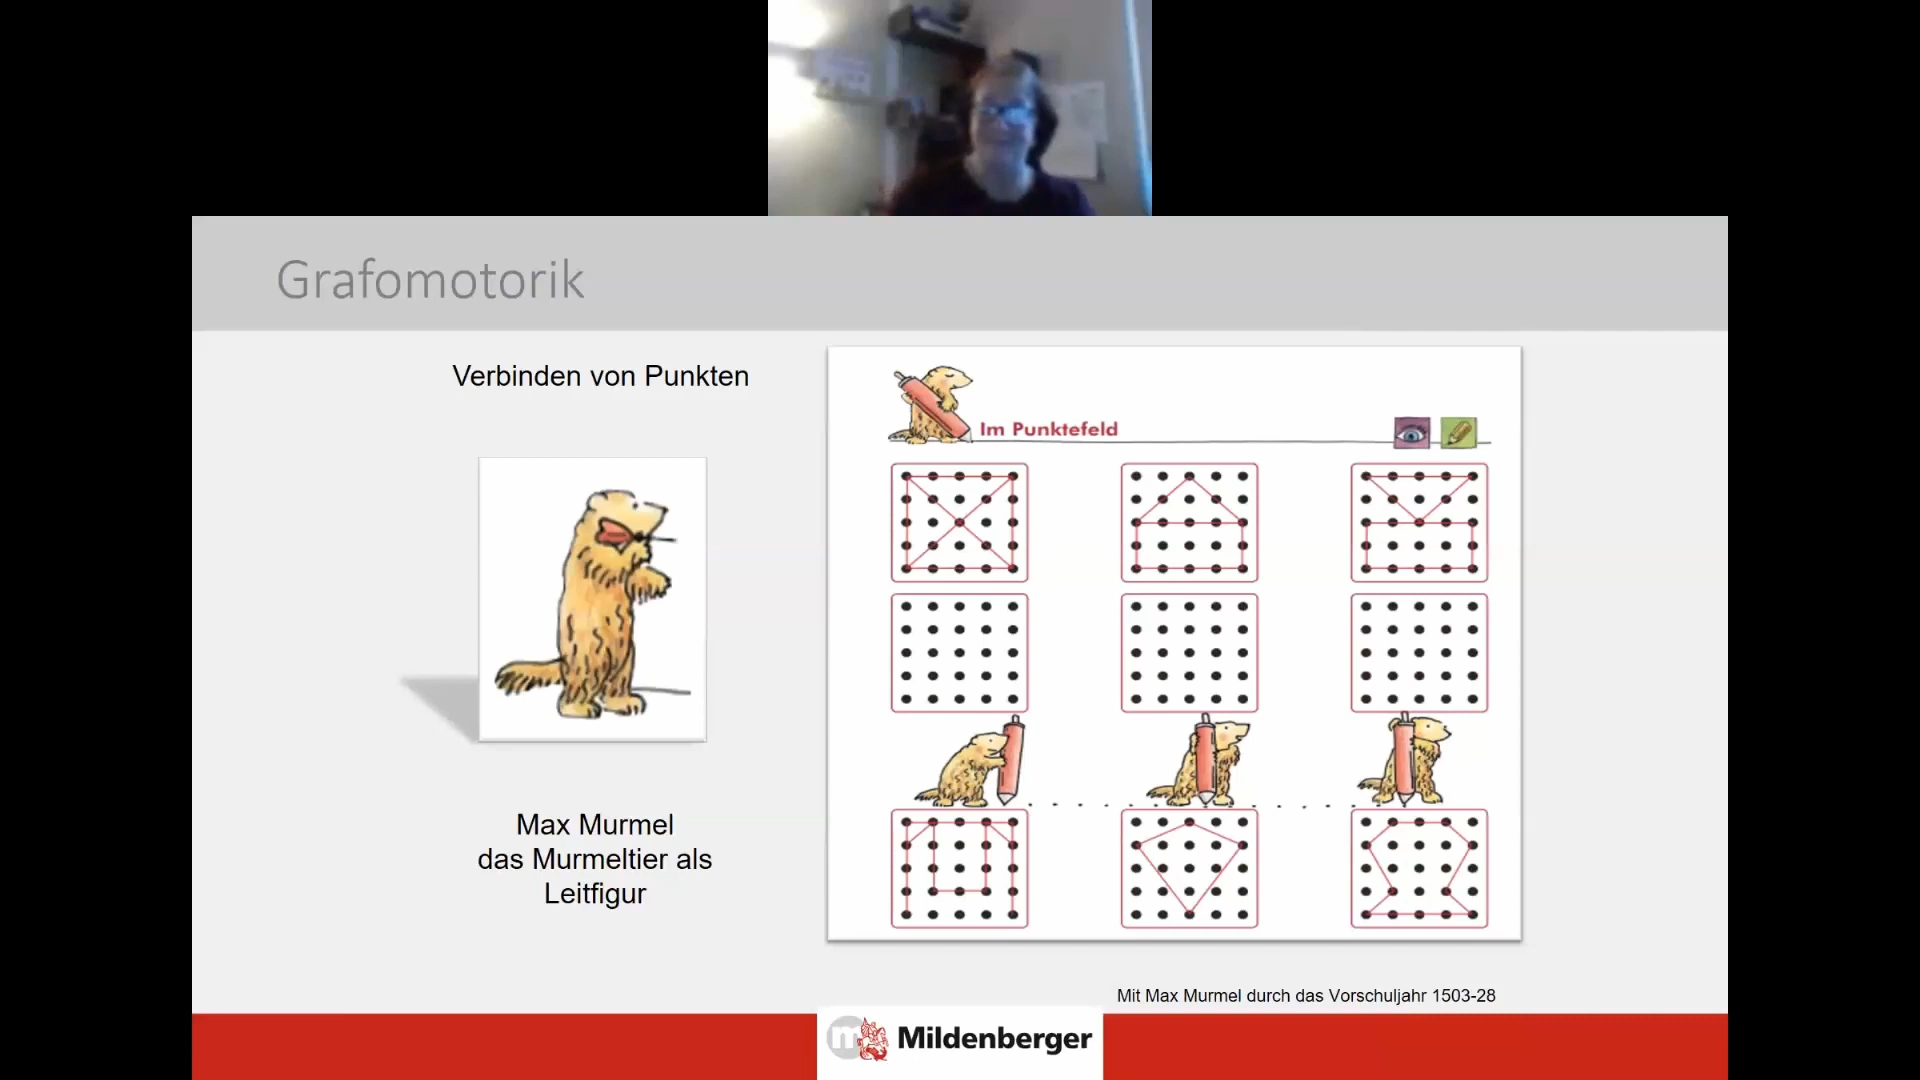 Grafomotorik
Verbinden von Punkten
Im Punktefeld
Max Murmel
das Murmeltier als
Leitfigur
Mit Max Murmel durch das Vorschuljahr 1503-28
m Mildenberger